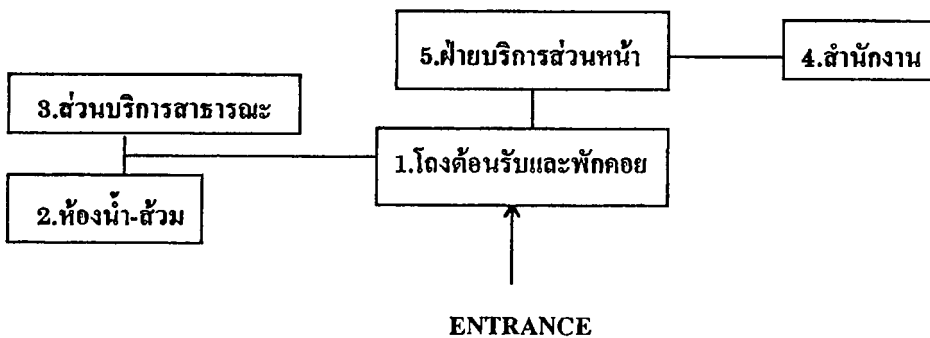 5.ฝ่ายบริการส่วนหน้า
4.สำนักงาน
3.ส่วนบริการสาธารณะ
1.โถงต้อนรับและพักคอย
2.ห้องน้ำ-ส้วม
ENTRANCE